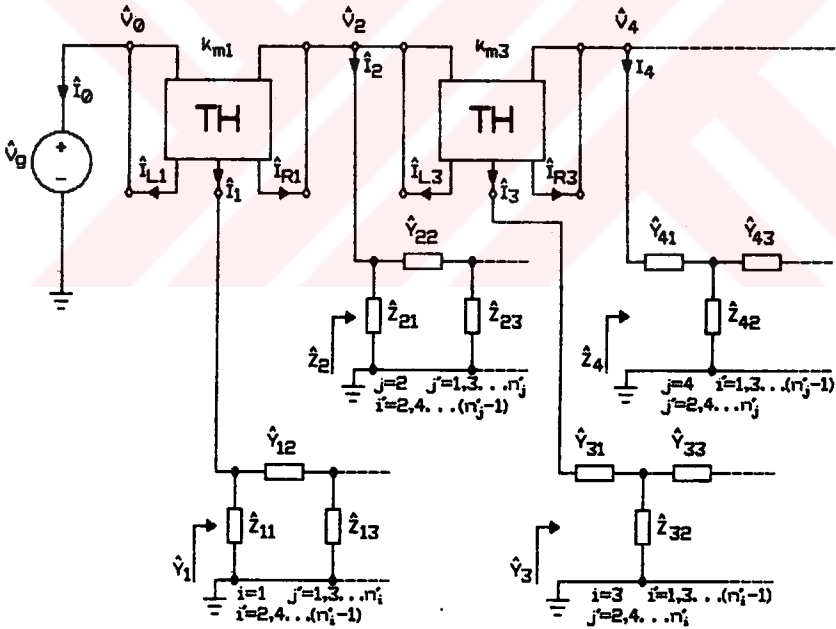 V̂0 km1 V̂2 km3 V̂4
Î0 Î2 I4
TH TH
V̂g + −
ÎL1 Î1 ÎR1 ÎL3 Î3 ÎR3
Ŷ22 Ŷ41 Ŷ43
Ẑ21 Ẑ23 Ẑ42
Ẑ2 Ẑ4
j=2 j'=1,3...n'j
i'=2,4...(n'j-1)
j=4 i'=1,3...(n'j-1)
j'=2,4...n'j
Ŷ12 Ŷ31 Ŷ33
Ẑ11 Ẑ13 Ẑ32
Ŷ1 Ŷ3
i=1 j'=1,3...n'i
i'=2,4...(n'i-1)
i=3 i'=1,3...(n'i-1)
j'=2,4...n'i